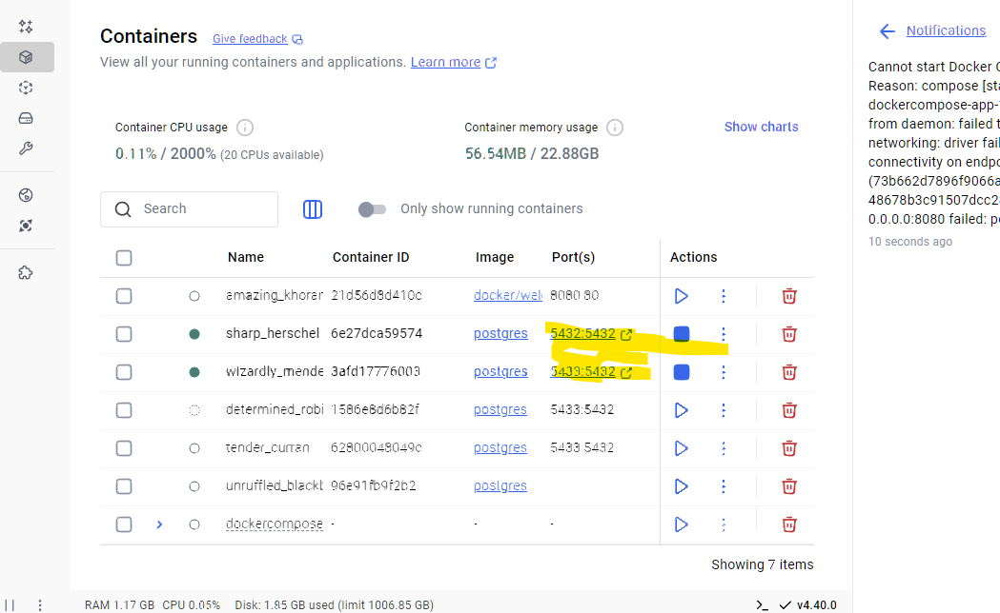 Containers Give feedback
View all your running containers and applications. Learn more
Container CPU usage
0.11% / 2000% (20 CPUs available)
Container memory usage
56.54MB / 22.88GB
Show charts
Search
Only show running containers
Name Container ID Image Port(s) Actions
amazing_khorar 21d56d8d410c docker/wel 8080:80
sharp_herschel 6e27dca59574 postgres 5432:5432
wizardly_mende 3afd17776003 postgres 5433:5432
determined_robi 1586e8d6b82f postgres 5433:5432
tender_curran 62800048049c postgres 5433:5432
unruffled_blackb 96e91fb9f2b2 postgres
dockercompose - - -
Showing 7 items
RAM 1.17 GB CPU 0.05% Disk: 1.85 GB used (limit 1006.85 GB)
v4.40.0
Notifications
Cannot start Docker C
Reason: compose [sta
dockercompose-app-
from daemon: failed t
networking: driver fail
connectivity on endpo
(73b662d7896f9066a
48678b3c91507dcc2
0.0.0.0:8080 failed: p
10 seconds ago